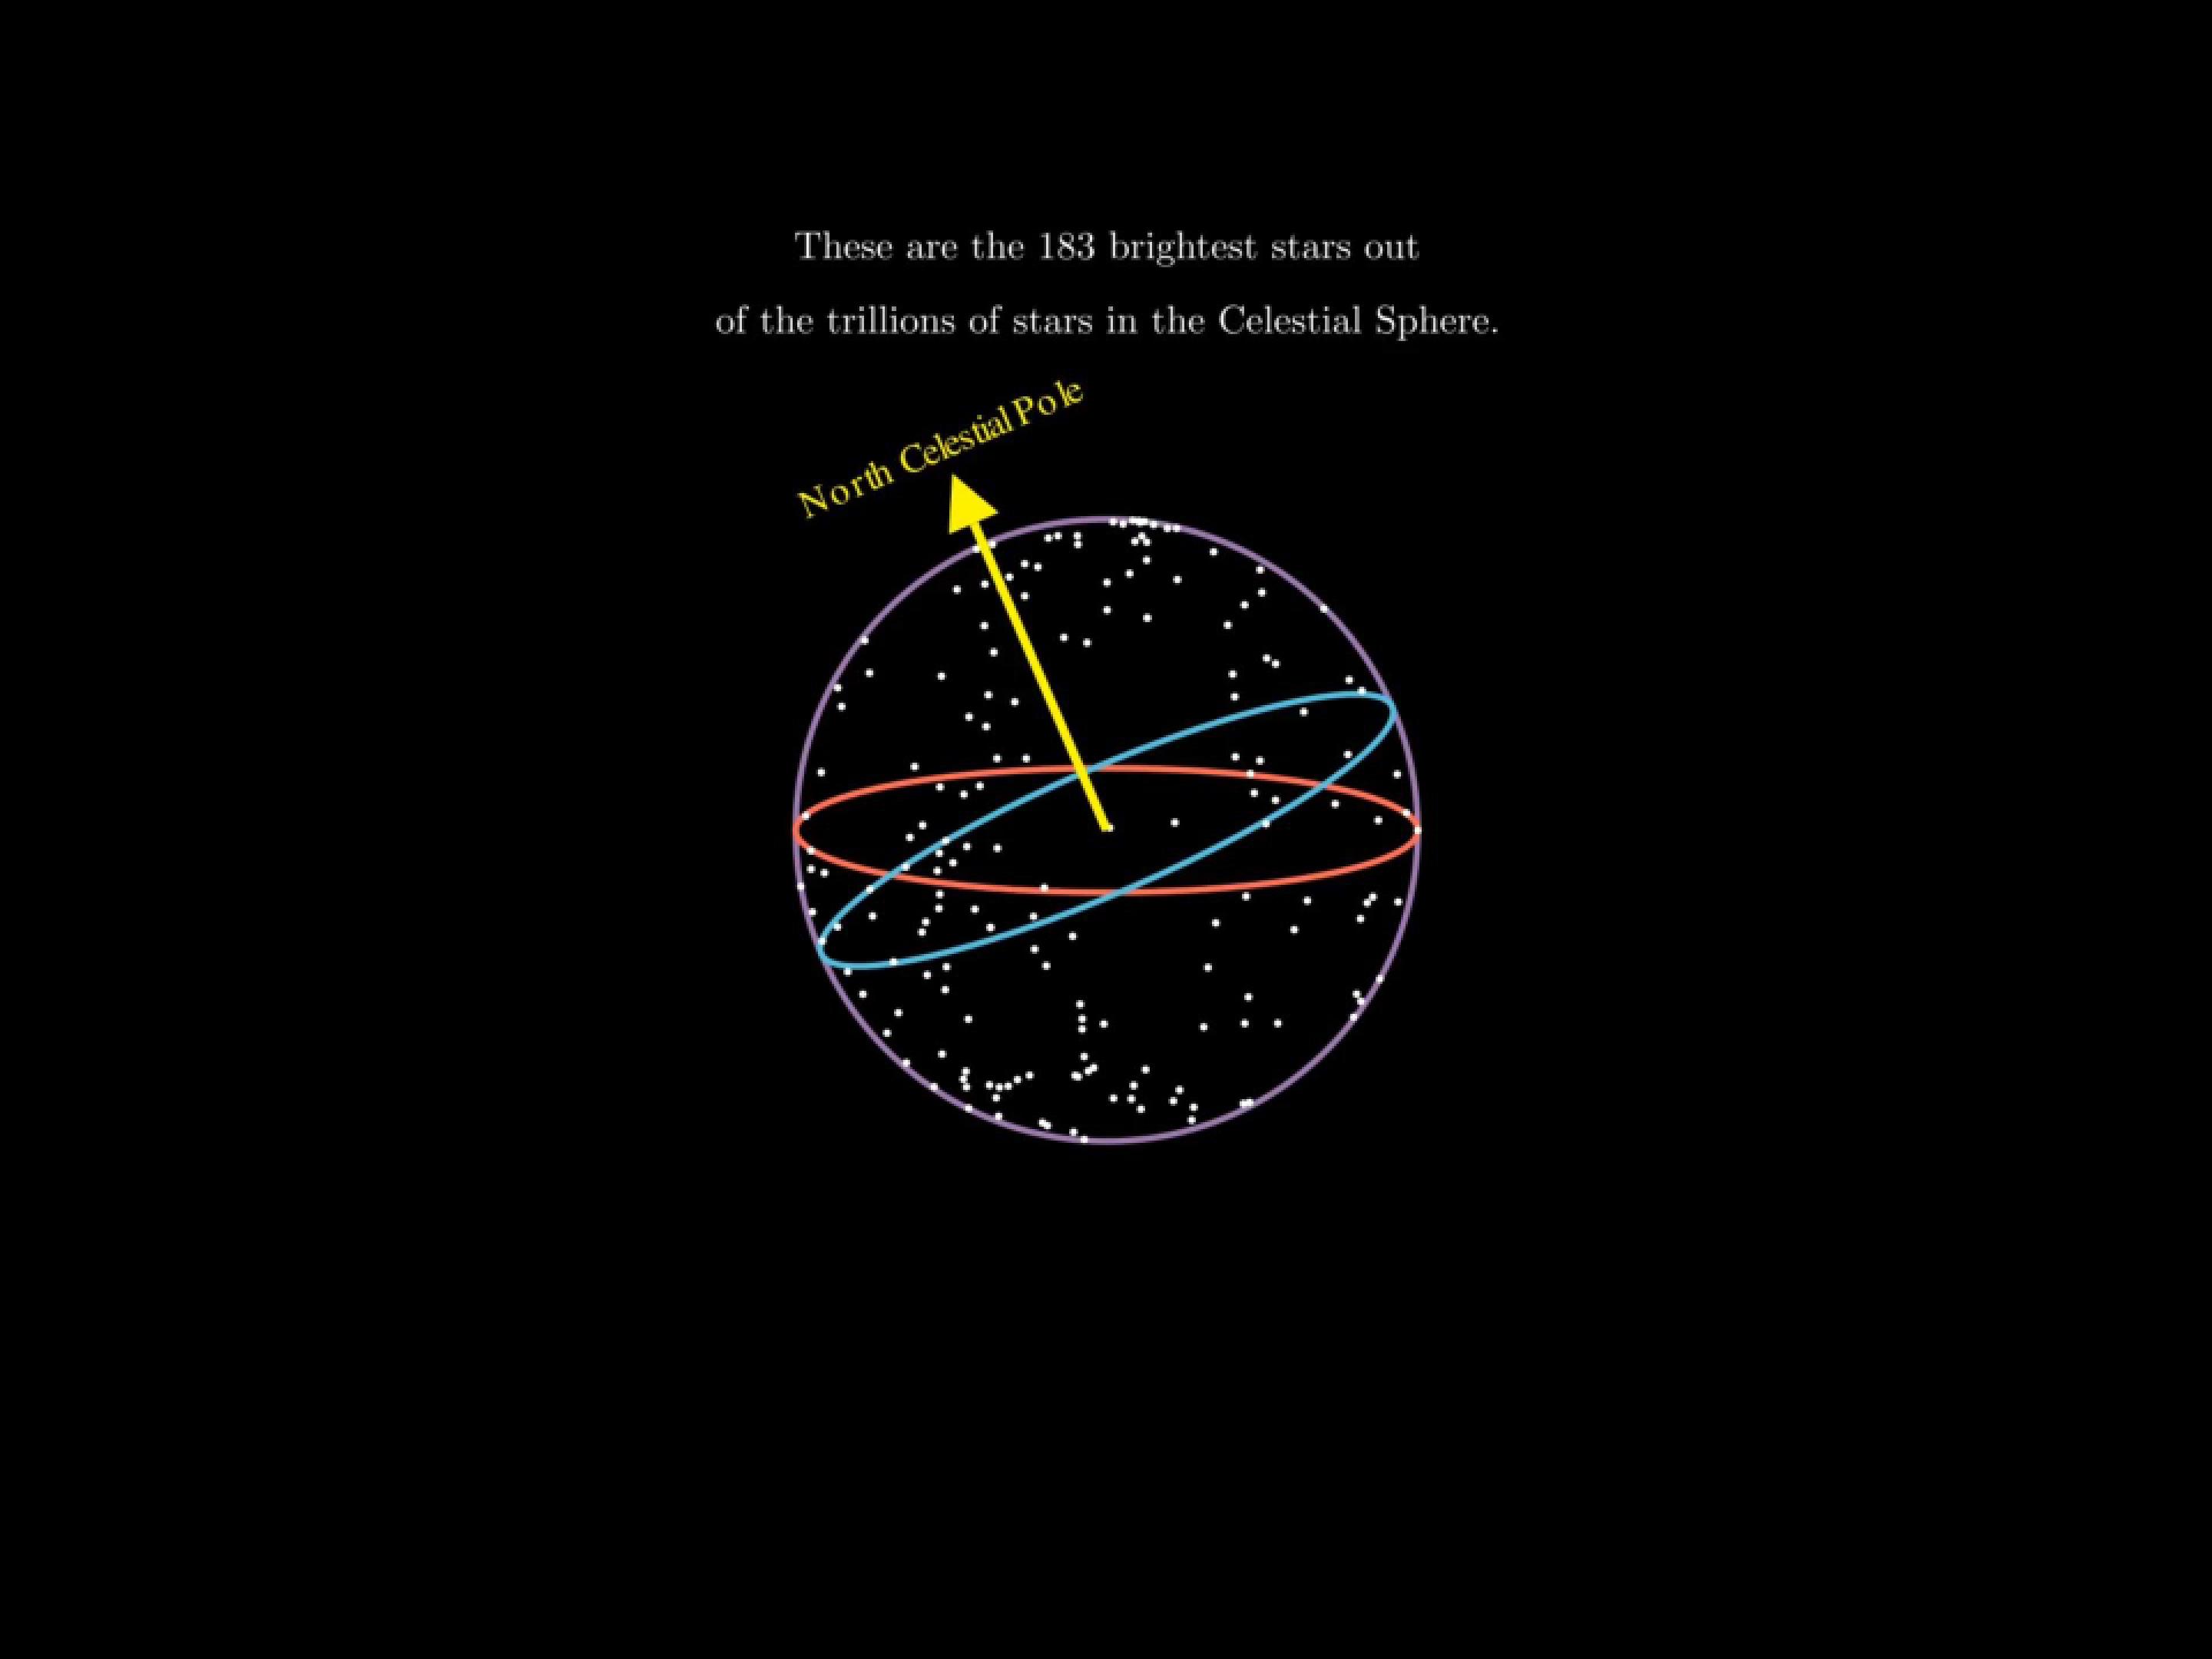 These are the 183 brightest stars out
of the trillions of stars in the Celestial Sphere.
North Celestial Pole